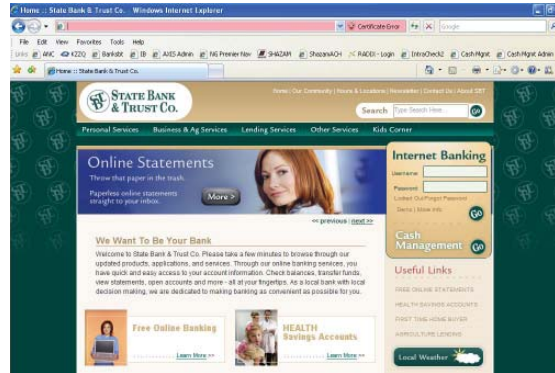 Home :: State Bank & Trust Co. - Windows Internet Explorer
Certificate Error
Google
File Edit View Favorites Tools Help
Links ANC KZZQ Bankobt IB AXIS Admin NG Premier Nav SHAZAM ShazamACH RADDI - Login IntraCheck2 Cash Mgmt Cash Mgmt Admin
Home :: State Bank & Trust Co.
STATE BANK
& TRUST CO.
Home | Our Community | Hours & Locations | Newsletter | Contact Us | About SBT
Search Type Search Here... GO
Personal Services Business & Ag Services Lending Services Other Services Kids Corner
Online Statements
Throw that paper in the trash.
Paperless online statements
straight to your inbox.
More >
Internet Banking
Username:
Password:
Locked Out/Forgot Password
Demo | More Info
GO
<< previous | next >>
Cash
Management GO
We Want To Be Your Bank
Welcome to State Bank & Trust Co. Please take a few minutes to browse through our
updated products, applications, and services. Through our online banking services, you
have quick and easy access to your account information. Check balances, transfer funds,
view statements, open accounts and more - all at your fingertips. As a local bank with local
decision making, we are dedicated to making banking as convenient as possible for you.
Useful Links
FREE ONLINE STATEMENTS
HEALTH SAVINGS ACCOUNTS
FIRST TIME HOME BUYER
AGRICULTURE LENDING
Free Online Banking
Learn More >>
HEALTH
Savings Accounts
Learn More >>
Local Weather